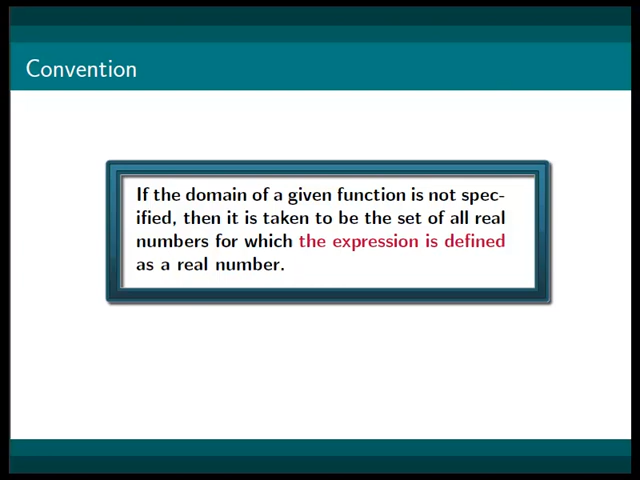 Convention
If the domain of a given function is not spec-
ified, then it is taken to be the set of all real
numbers for which the expression is defined
as a real number.